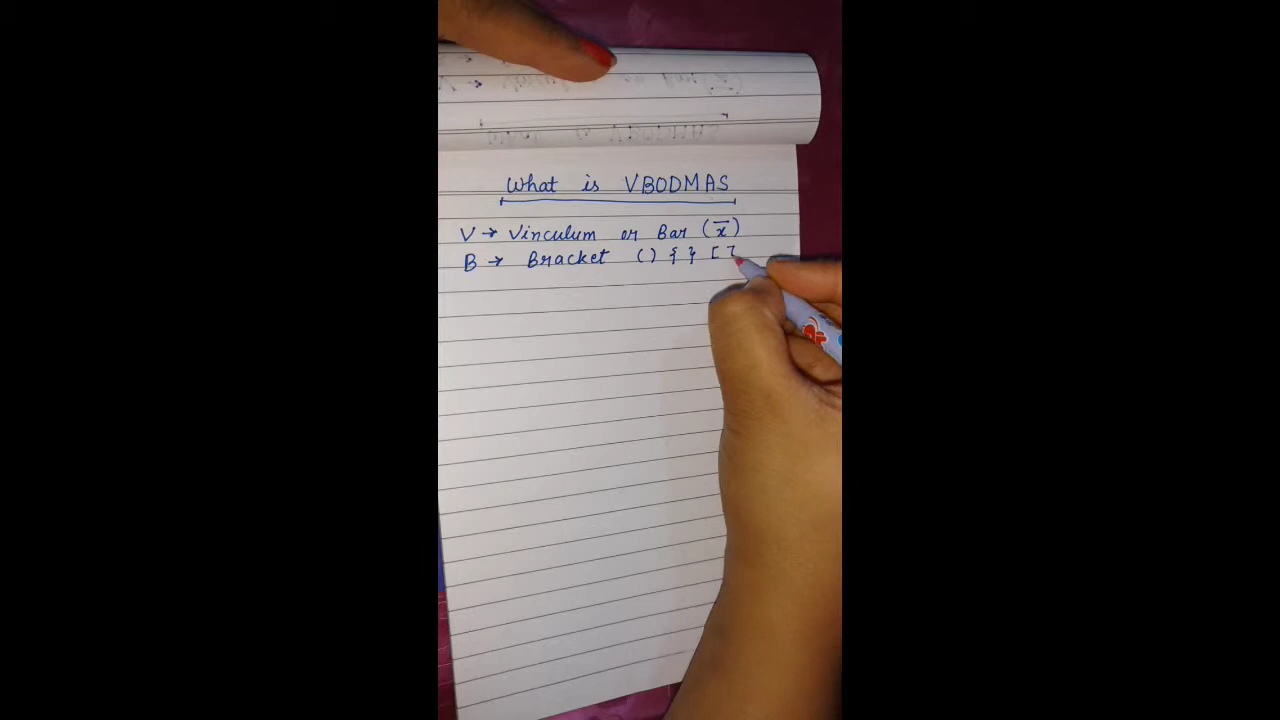 What is VBODMAS
V → Vinculum or Bar (x̅)
B → Bracket () { } [ ]